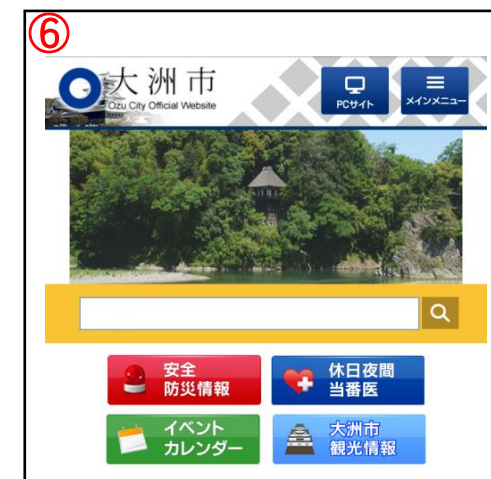 ⑥
大洲市
Ozu City Official Website
PCサイト
メインメニュー
安全
防災情報
休日夜間
当番医
イベント
カレンダー
大洲市
観光情報